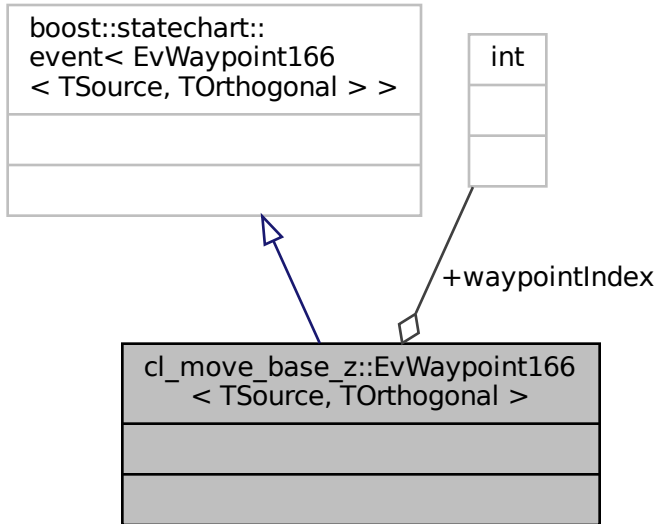 boost::statechart::
event< EvWaypoint166
< TSource, TOrthogonal > >
int
+waypointIndex
cl_move_base_z::EvWaypoint166
< TSource, TOrthogonal >